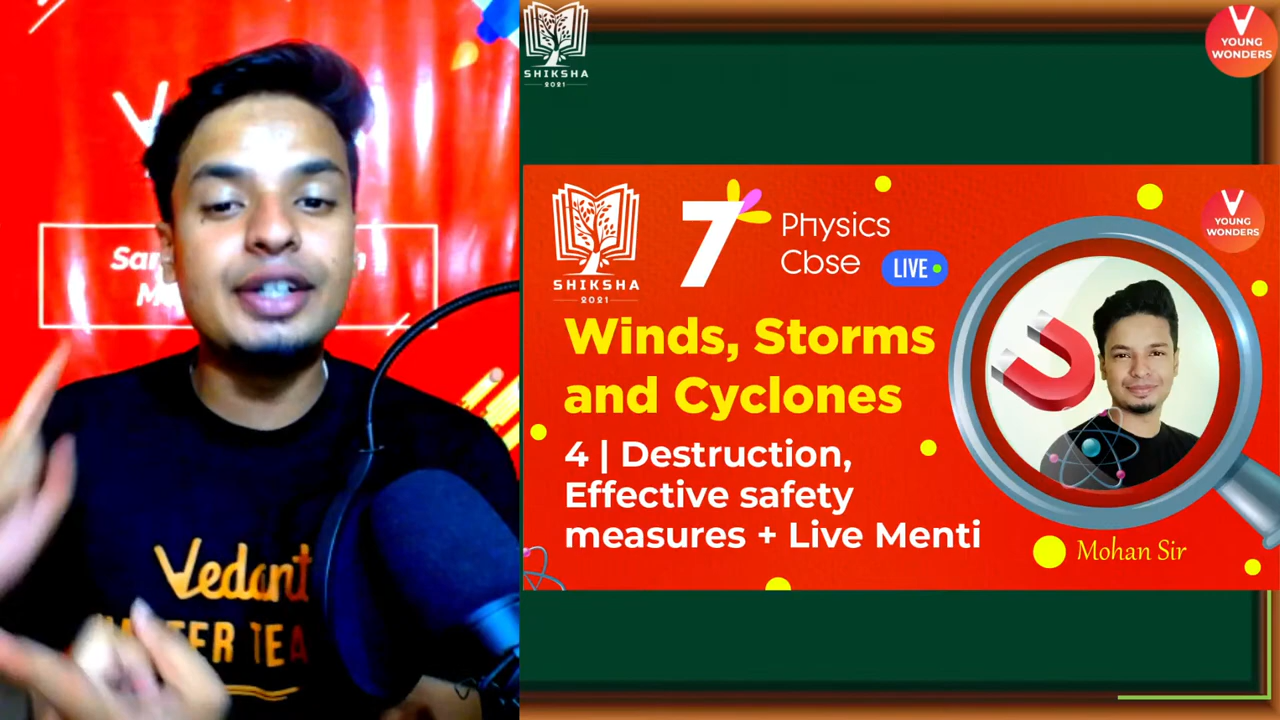 Vedant
TEA
SHIKSHA
2021
V
YOUNG
WONDERS
SHIKSHA
2021
7
Physics
Cbse
LIVE
V
YOUNG
WONDERS
Winds, Storms
and Cyclones
4 | Destruction,
Effective safety
measures + Live Menti
Mohan Sir